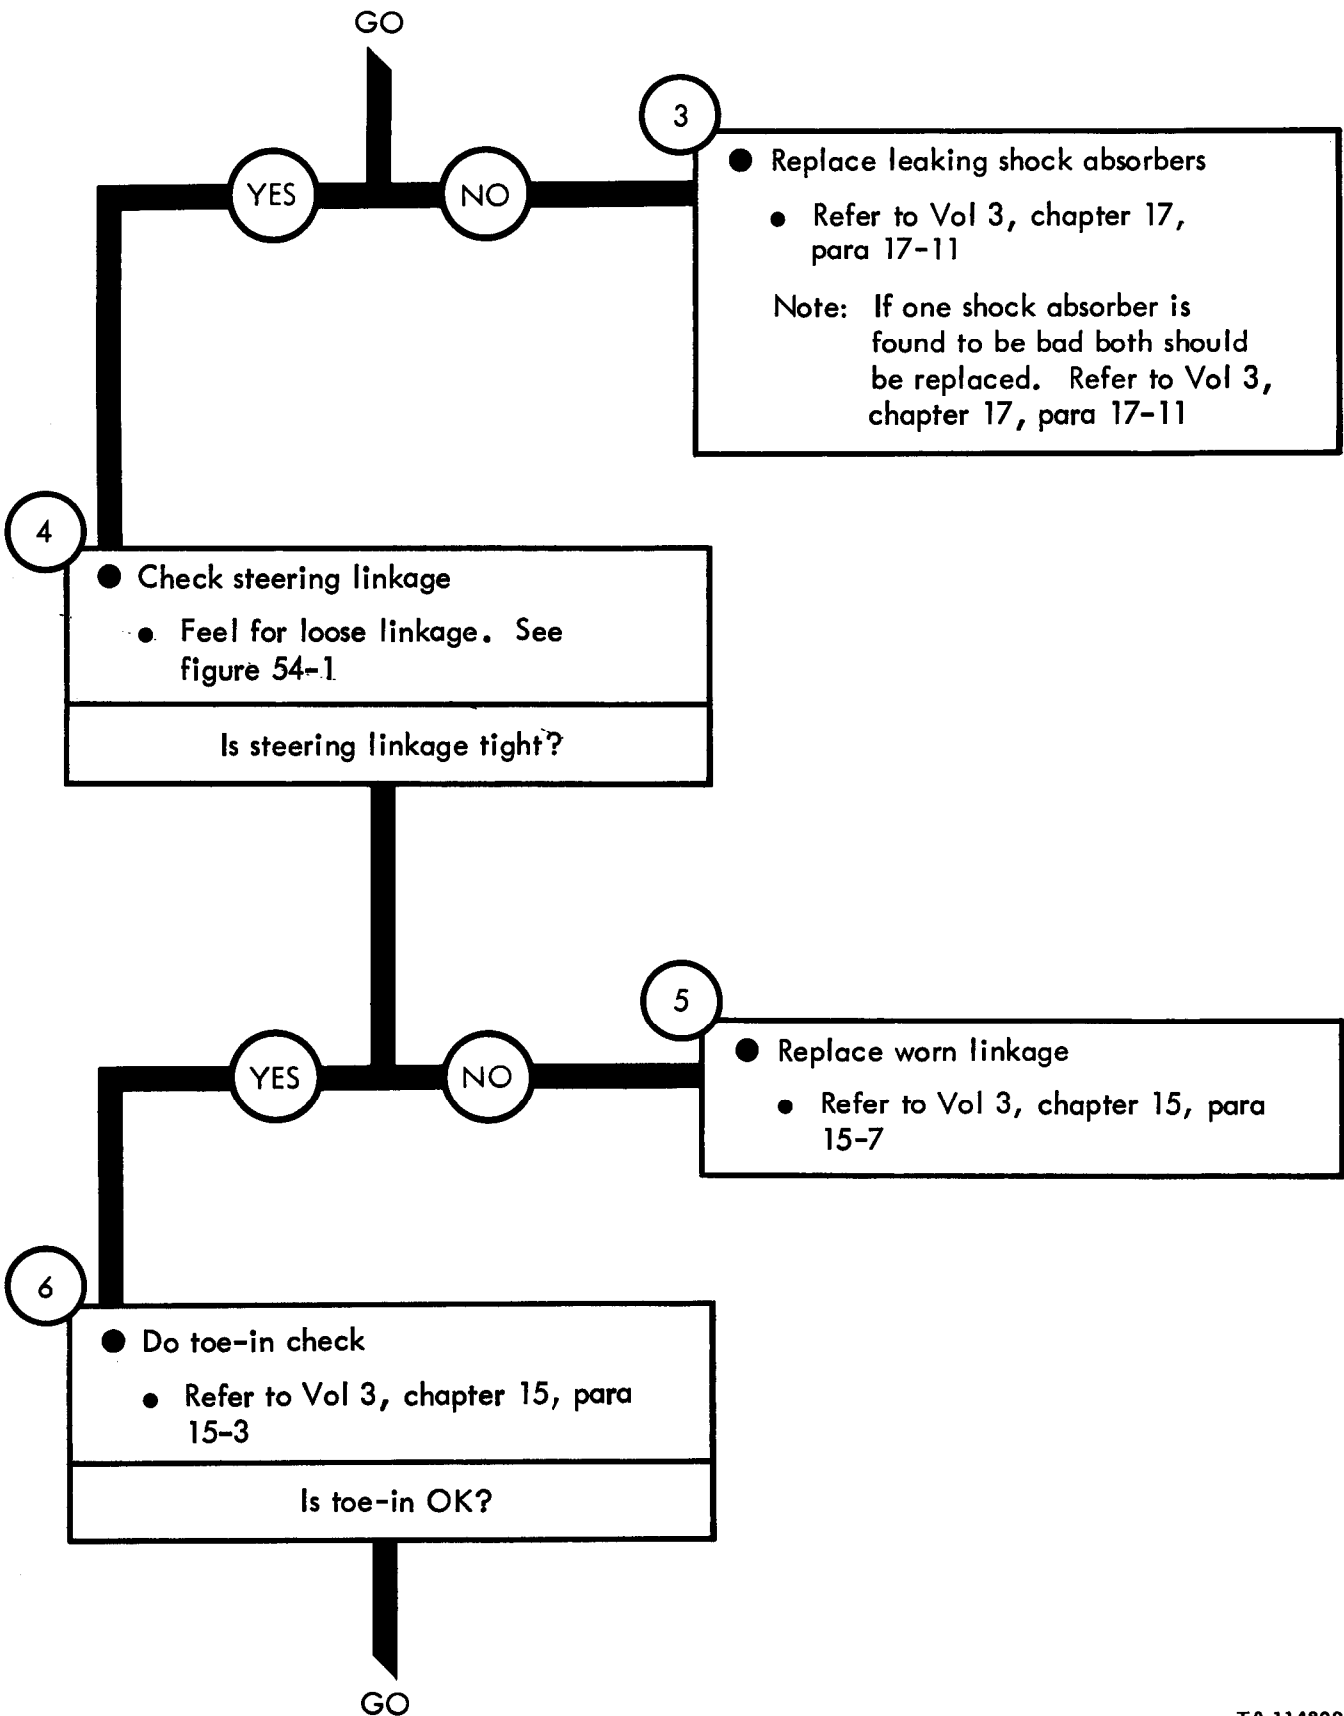 GO
3
● Replace leaking shock absorbers
● Refer to Vol 3, chapter 17,
para 17-11
Note: If one shock absorber is
found to be bad both should
be replaced. Refer to Vol 3,
chapter 17, para 17-11
YES
NO
4
● Check steering linkage
● Feel for loose linkage. See
figure 54-1
Is steering linkage tight?
5
● Replace worn linkage
● Refer to Vol 3, chapter 15, para
15-7
YES
NO
6
● Do toe-in check
● Refer to Vol 3, chapter 15, para
15-3
Is toe-in OK?
GO